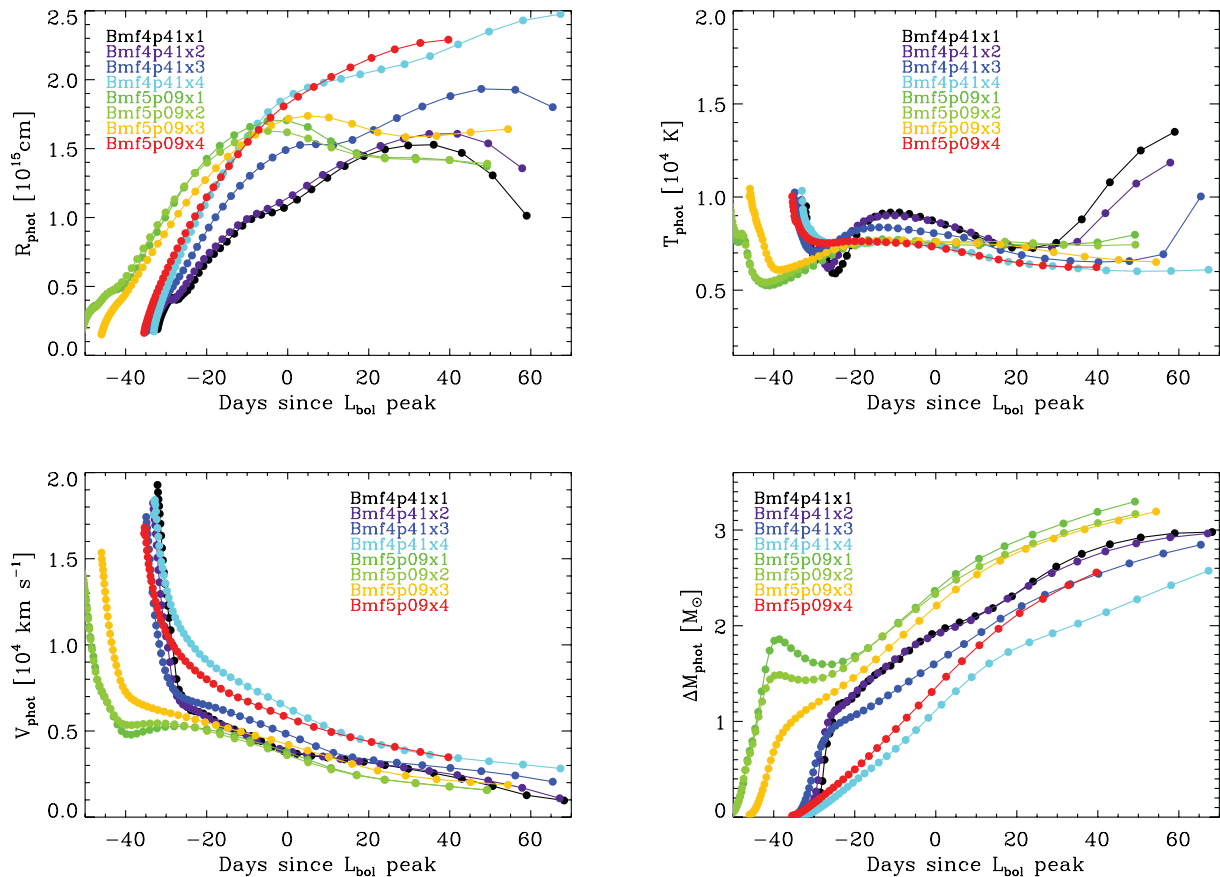 2.5
2.0
1.5
1.0
0.5
0.0
R_phot [10^15 cm]
Bmf4p41x1
Bmf4p41x2
Bmf4p41x3
Bmf4p41x4
Bmf5p09x1
Bmf5p09x2
Bmf5p09x3
Bmf5p09x4
−40 −20 0 20 40 60
Days since L_bol peak
2.0
1.5
1.0
0.5
T_phot [10^4 K]
Bmf4p41x1
Bmf4p41x2
Bmf4p41x3
Bmf4p41x4
Bmf5p09x1
Bmf5p09x2
Bmf5p09x3
Bmf5p09x4
−40 −20 0 20 40 60
Days since L_bol peak
2.0
1.5
1.0
0.5
0.0
V_phot [10^4 km s^−1]
Bmf4p41x1
Bmf4p41x2
Bmf4p41x3
Bmf4p41x4
Bmf5p09x1
Bmf5p09x2
Bmf5p09x3
Bmf5p09x4
−40 −20 0 20 40 60
Days since L_bol peak
3
2
1
0
ΔM_phot [M_⊙]
Bmf4p41x1
Bmf4p41x2
Bmf4p41x3
Bmf4p41x4
Bmf5p09x1
Bmf5p09x2
Bmf5p09x3
Bmf5p09x4
−40 −20 0 20 40 60
Days since L_bol peak